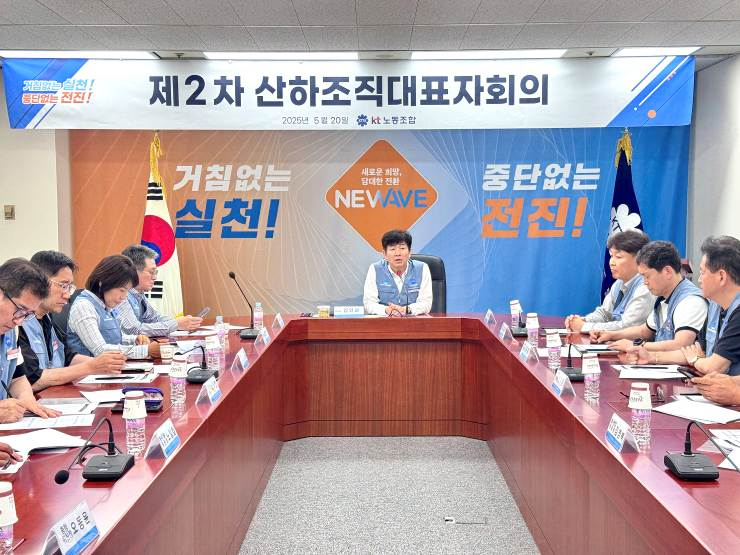 거침없는 실천!
중단없는 전진!
제2차 산하조직대표자회의
2025년 5월 20일 kt 노동조합
거침없는
실천!
새로운 희망,
담대한 전환
NEWAVE
중단없는
전진!